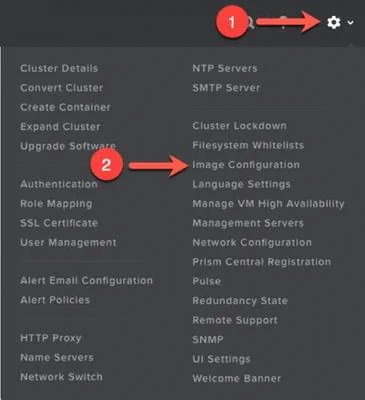 1
Cluster Details
Convert Cluster
Create Container
Expand Cluster
Upgrade Software
2
Authentication
Role Mapping
SSL Certificate
User Management
Alert Email Configuration
Alert Policies
HTTP Proxy
Name Servers
Network Switch
NTP Servers
SMTP Server
Cluster Lockdown
Filesystem Whitelists
Image Configuration
Language Settings
Manage VM High Availability
Management Servers
Network Configuration
Prism Central Registration
Pulse
Redundancy State
Remote Support
SNMP
UI Settings
Welcome Banner